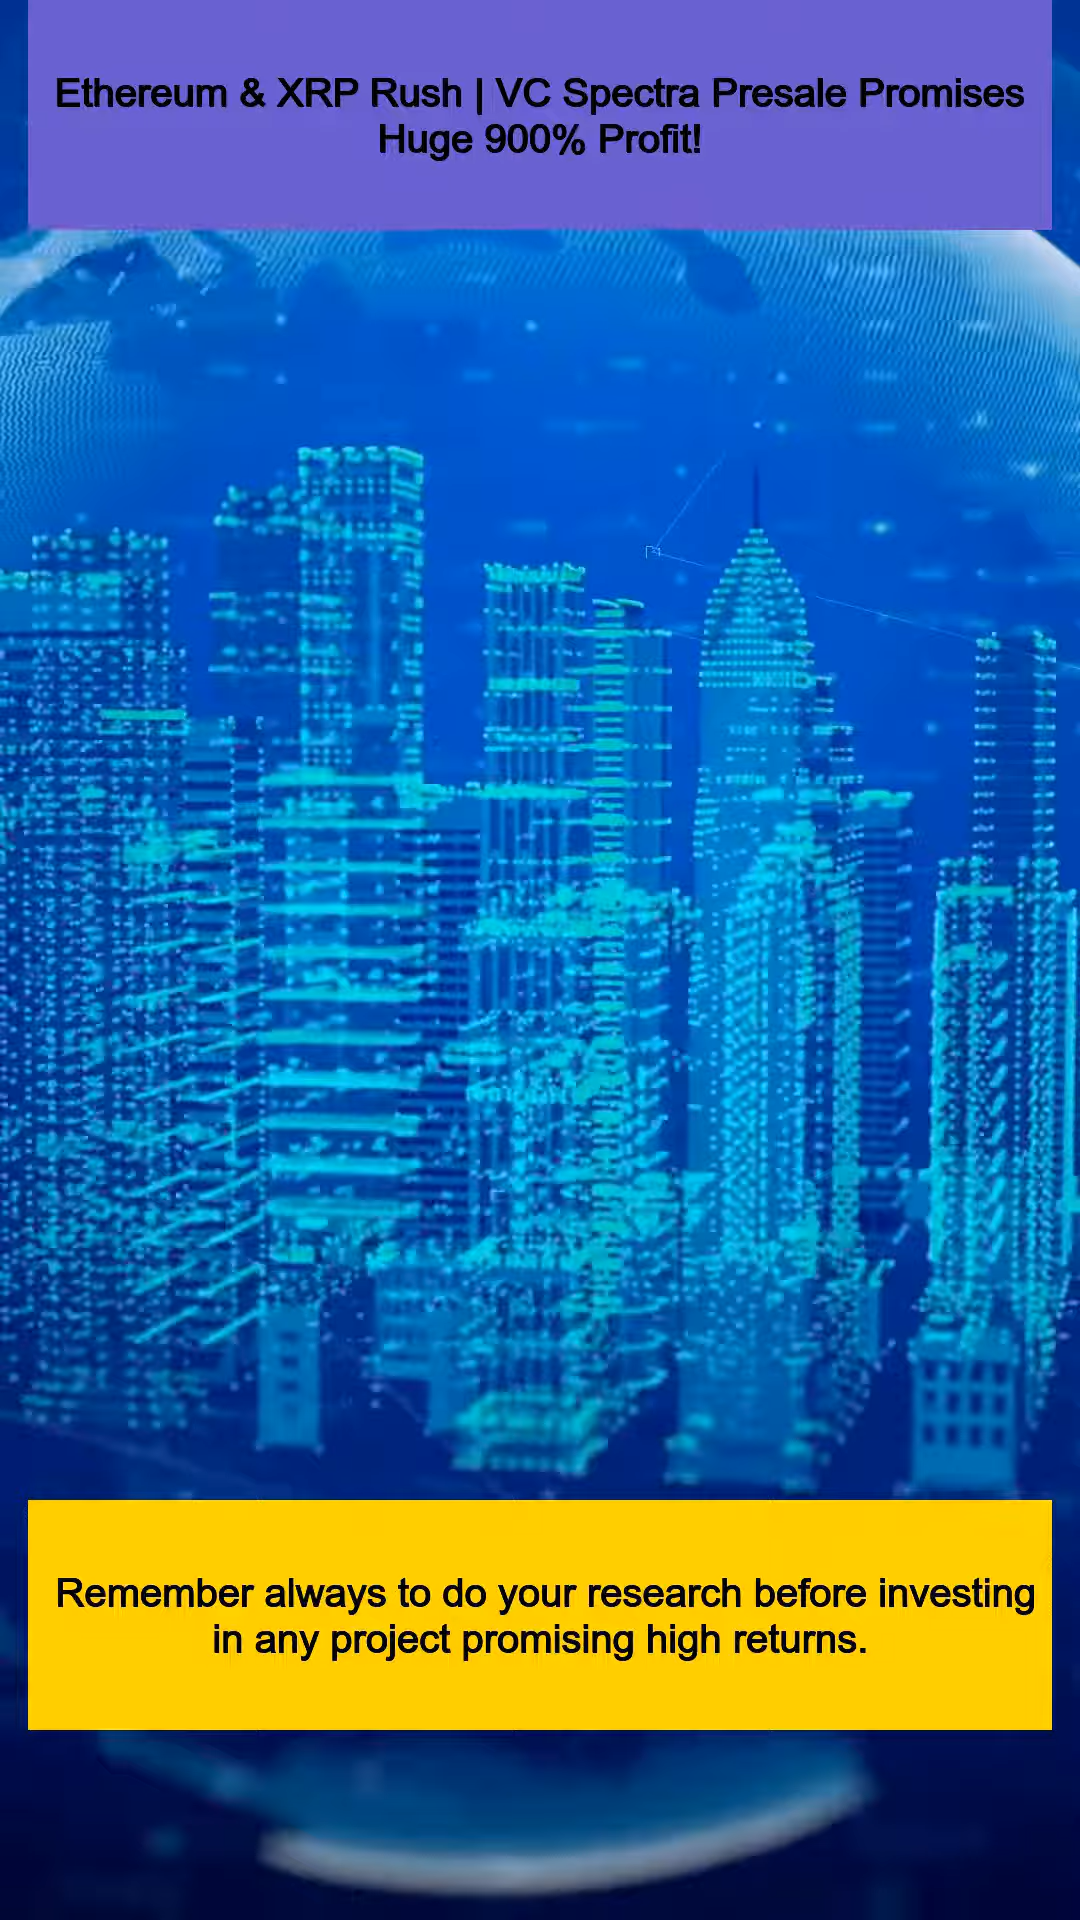 Ethereum & XRP Rush | VC Spectra Presale Promises
Huge 900% Profit!
Remember always to do your research before investing
in any project promising high returns.